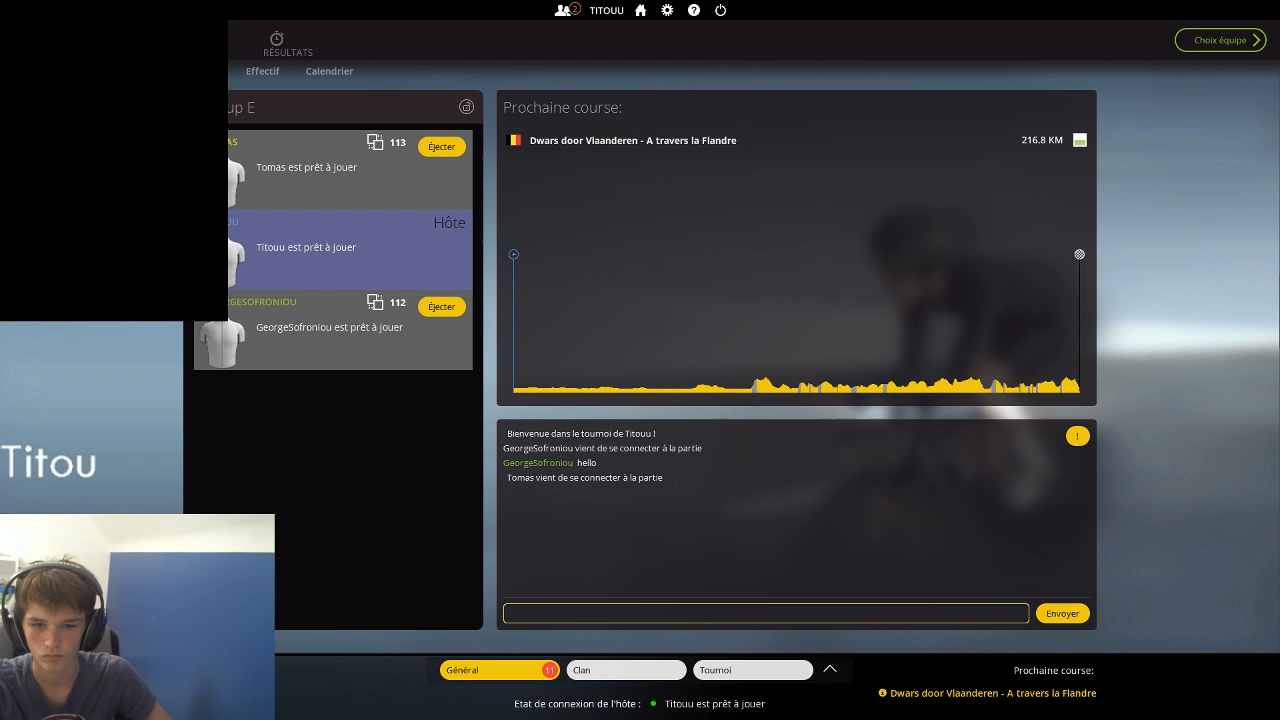 2 TITOUU ?
RÉSULTATS
Choix équipe
Effectif Calendrier
up E
AS 113 Éjecter
Tomas est prêt à jouer
UU Hôte
Titouu est prêt à jouer
RGESOFRONIOU 112 Éjecter
GeorgeSofroniou est prêt à jouer
Prochaine course:
Dwars door Vlaanderen - A travers la Flandre 216.8 KM
Bienvenue dans le tournoi de Titouu !
!
GeorgeSofroniou vient de se connecter à la partie
GeorgeSofroniou hello
Tomas vient de se connecter à la partie
Envoyer
Titou
Général 11 Clan Tournoi
Prochaine course:
Dwars door Vlaanderen - A travers la Flandre
Etat de connexion de l'hôte : Titouu est prêt à jouer